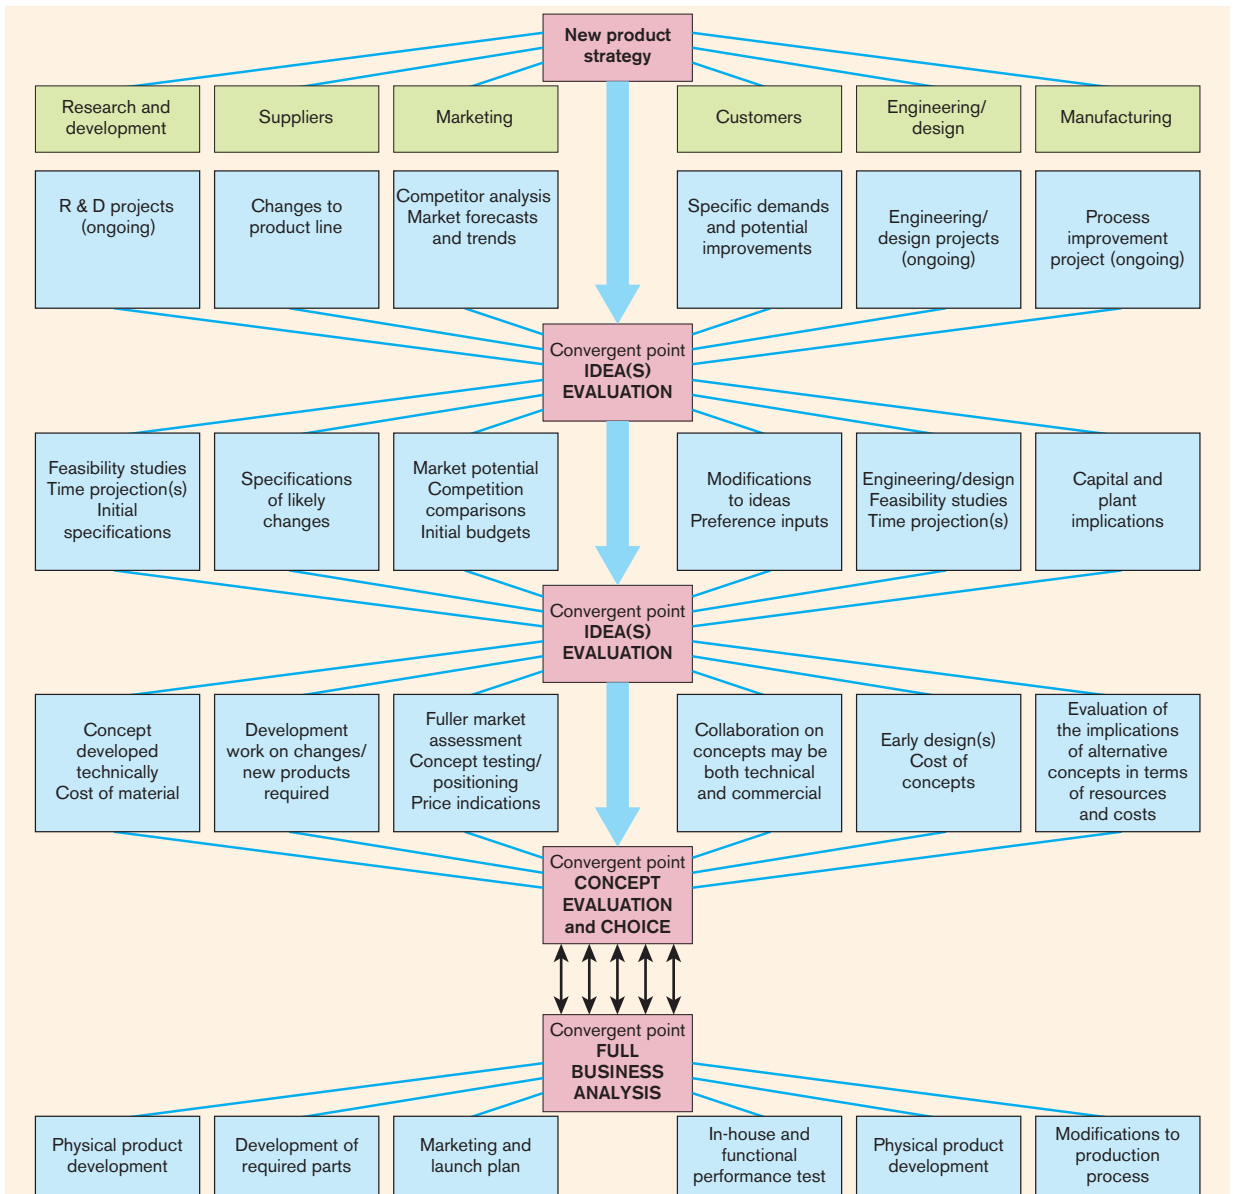 New product
strategy
Research and
development
Suppliers
Marketing
Customers
Engineering/
design
Manufacturing
R & D projects
(ongoing)
Changes to
product line
Competitor analysis
Market forecasts
and trends
Specific demands
and potential
improvements
Engineering/
design projects
(ongoing)
Process
improvement
project (ongoing)
Convergent point
IDEA(S)
EVALUATION
Feasibility studies
Time projection(s)
Initial
specifications
Specifications
of likely
changes
Market potential
Competition
comparisons
Initial budgets
Modifications
to ideas
Preference inputs
Engineering/design
Feasibility studies
Time projection(s)
Capital and
plant
implications
Convergent point
IDEA(S)
EVALUATION
Concept
developed
technically
Cost of material
Development
work on changes/
new products
required
Fuller market
assessment
Concept testing/
positioning
Price indications
Collaboration on
concepts may be
both technical
and commercial
Early design(s)
Cost of
concepts
Evaluation of
the implications
of alternative
concepts in terms
of resources
and costs
Convergent point
CONCEPT
EVALUATION
and CHOICE
Convergent point
FULL
BUSINESS
ANALYSIS
Physical product
development
Development of
required parts
Marketing and
launch plan
In-house and
functional
performance test
Physical product
development
Modifications to
production
process